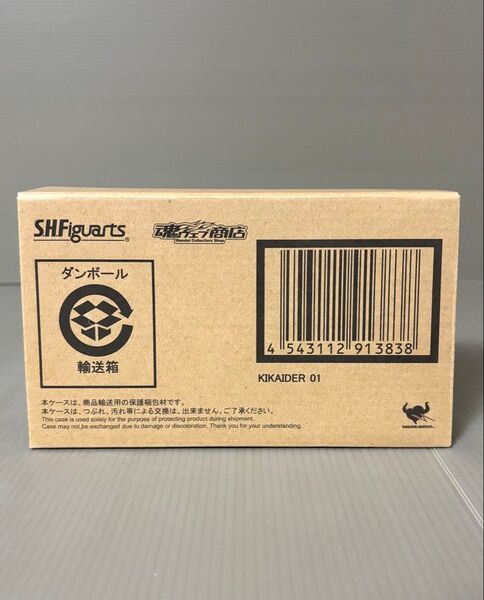 S.H.Figuarts
魂ウェブ商店
Bandai Collectors Shop
ダンボール
輸送箱
4 543112 913838
KIKAIDER 01
本ケースは、商品輸送用の保護梱包材です。
本ケースは、つぶれ、汚れ等による交換は、出来ません。ご了承ください。
This case is used solely for the purpose of protecting product during shipment.
Case may not be exchanged due to damage or discoloration. Thank you for your understanding.
TAMASHII NATIONS